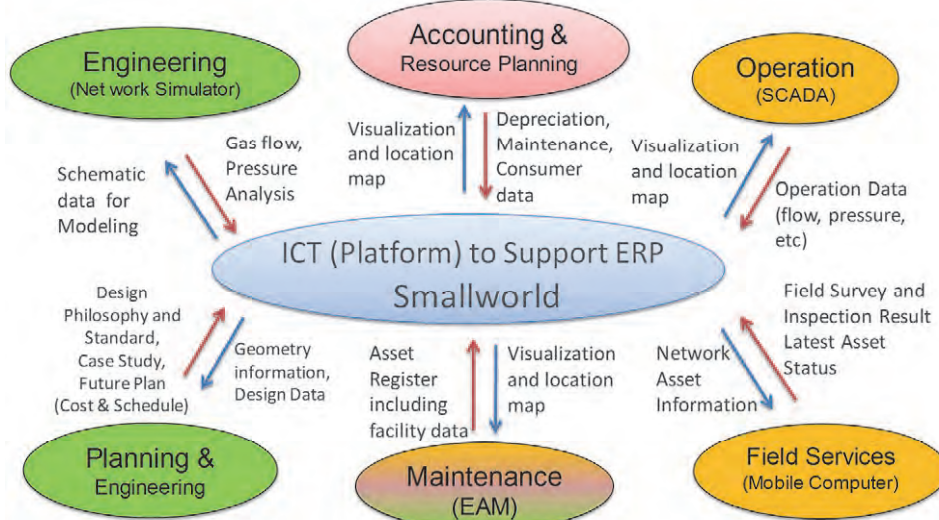 Engineering
(Net work Simulator)
Accounting &
Resource Planning
Operation
(SCADA)
Schematic
data for
Modeling
Gas flow,
Pressure
Analysis
Visualization
and location
map
Depreciation,
Maintenance,
Consumer
data
Visualization
and location
map
Operation Data
(flow, pressure,
etc)
ICT (Platform) to Support ERP
Smallworld
Design
Philosophy and
Standard,
Case Study,
Future Plan
(Cost & Schedule)
Geometry
information,
Design Data
Asset
Register
including
facility data
Visualization
and location
map
Network
Asset
Information
Field Survey and
Inspection Result
Latest Asset
Status
Planning &
Engineering
Maintenance
(EAM)
Field Services
(Mobile Computer)